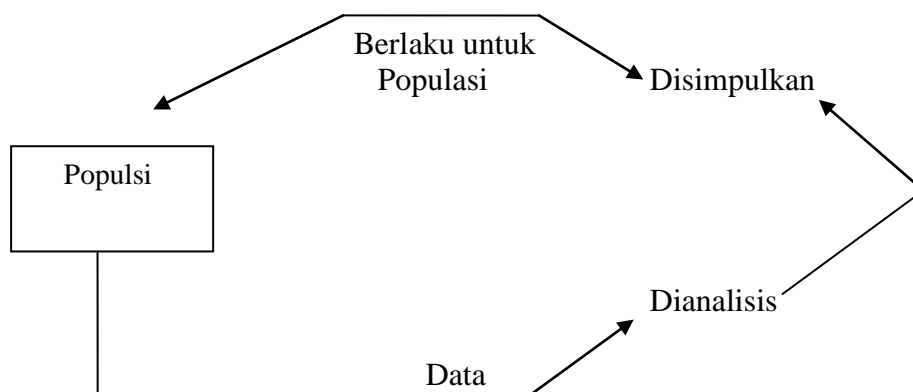 Berlaku untuk
Populasi
Disimpulkan
Populsi
Dianalisis
Data